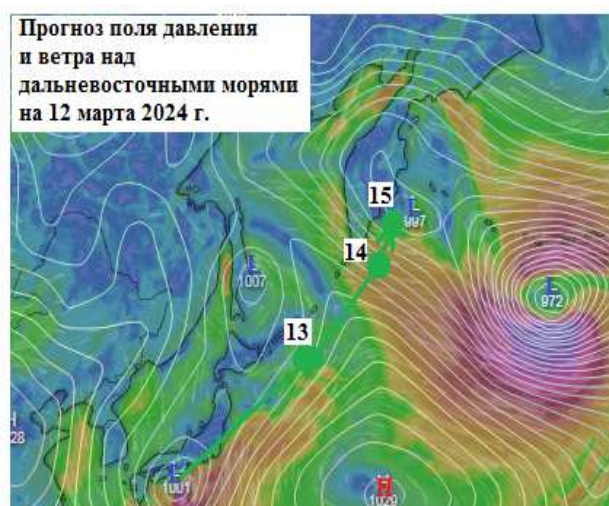 Прогноз поля давления
и ветра над
дальневосточными морями
на 12 марта 2024 г.
15
L
997
14
L
1007
L
972
13
H
28
L
1001
H
1029